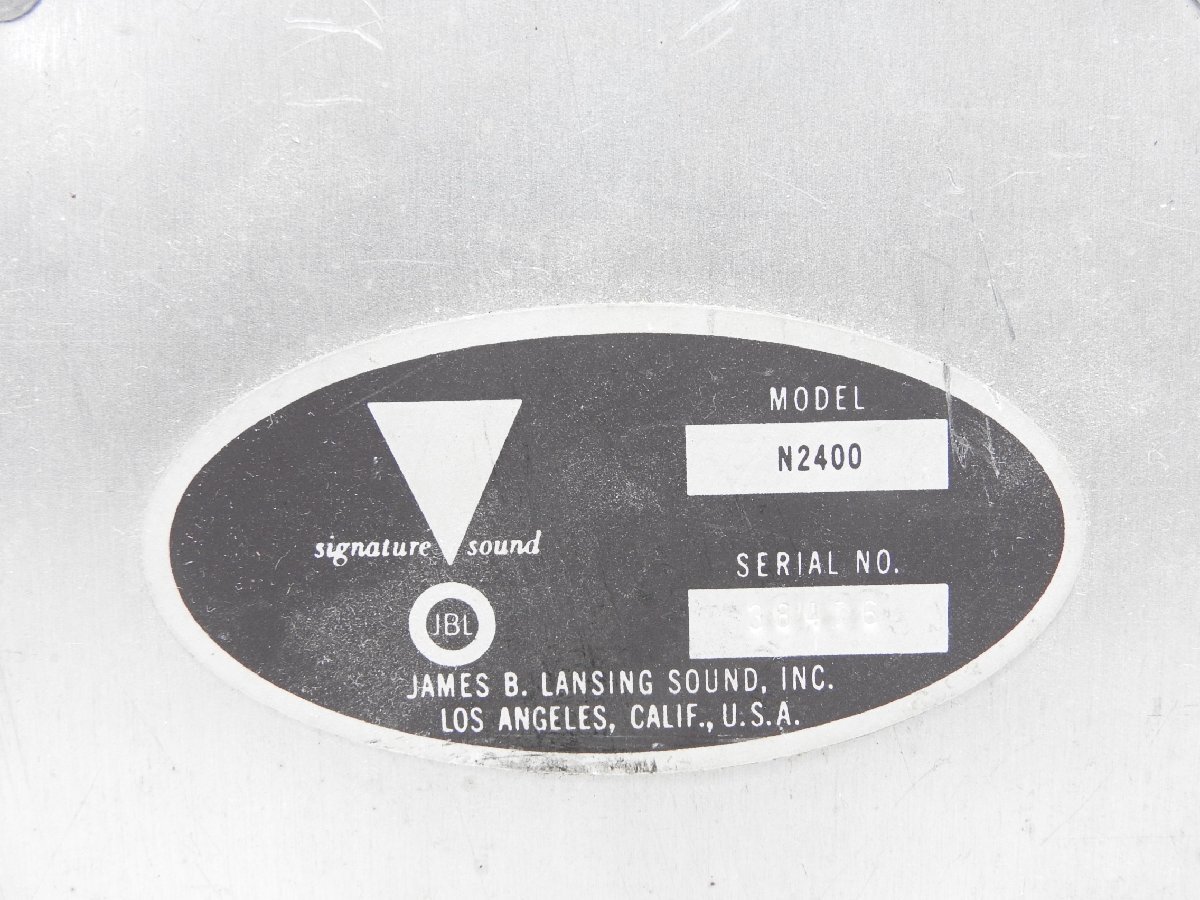 MODEL
N2400
signature sound
SERIAL NO.
JBL
JAMES B. LANSING SOUND, INC.
LOS ANGELES, CALIF., U.S.A.